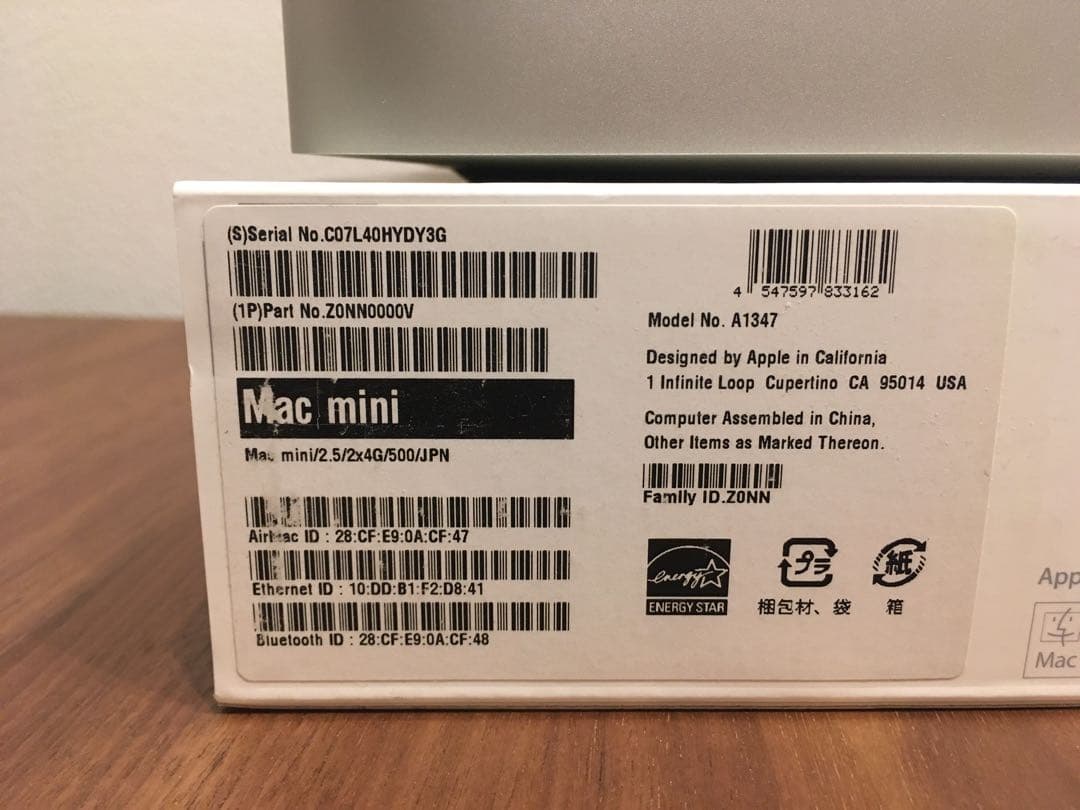 (S)Serial No.C07L40HYDY3G
(1P)Part No.Z0NN0000V
Mac mini
Mac mini/2.5/2x4G/500/JPN
AirMac ID : 28:CF:E9:0A:CF:47
Ethernet ID : 10:DD:B1:F2:D8:41
Bluetooth ID : 28:CF:E9:0A:CF:48
4 547597 833162
Model No. A1347
Designed by Apple in California
1 Infinite Loop Cupertino CA 95014 USA
Computer Assembled in China,
Other Items as Marked Thereon.
Family ID.Z0NN
energy
ENERGY STAR
プラ
梱包材、袋
紙
箱
App
Mac